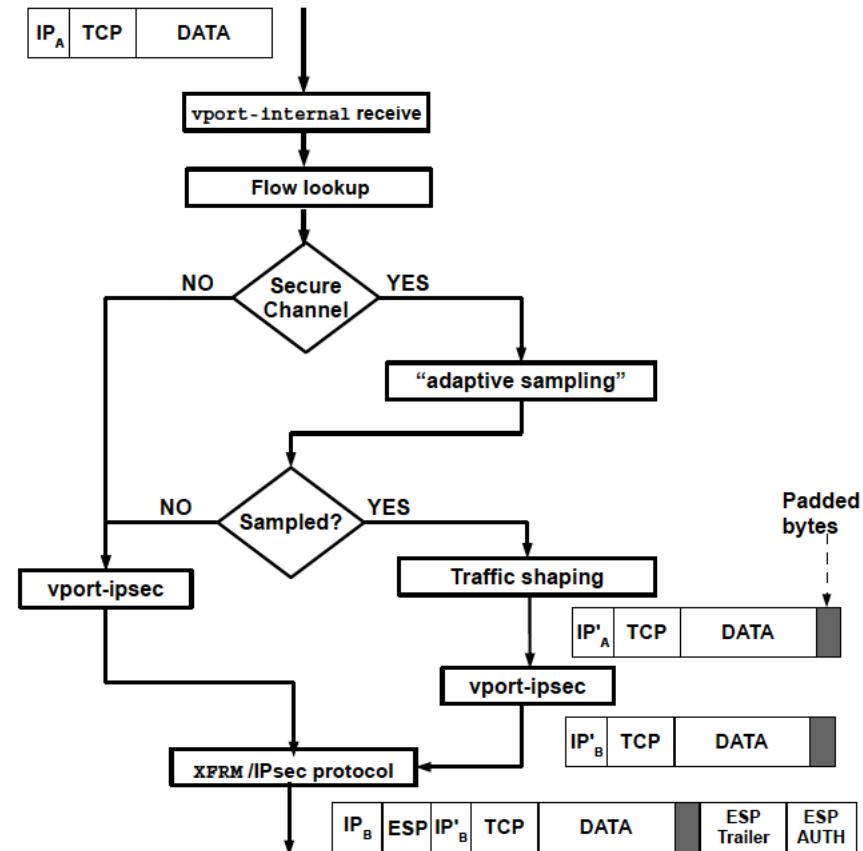 IPA TCP DATA
vport-internal receive
Flow lookup
NO
Secure
Channel
YES
“adaptive sampling”
NO
Sampled?
YES
Padded
bytes
vport-ipsec
Traffic shaping
IP'A TCP DATA
vport-ipsec
IP'B TCP DATA
XFRM /IPsec protocol
IPB ESP IP'B TCP DATA ESP
Trailer ESP
AUTH